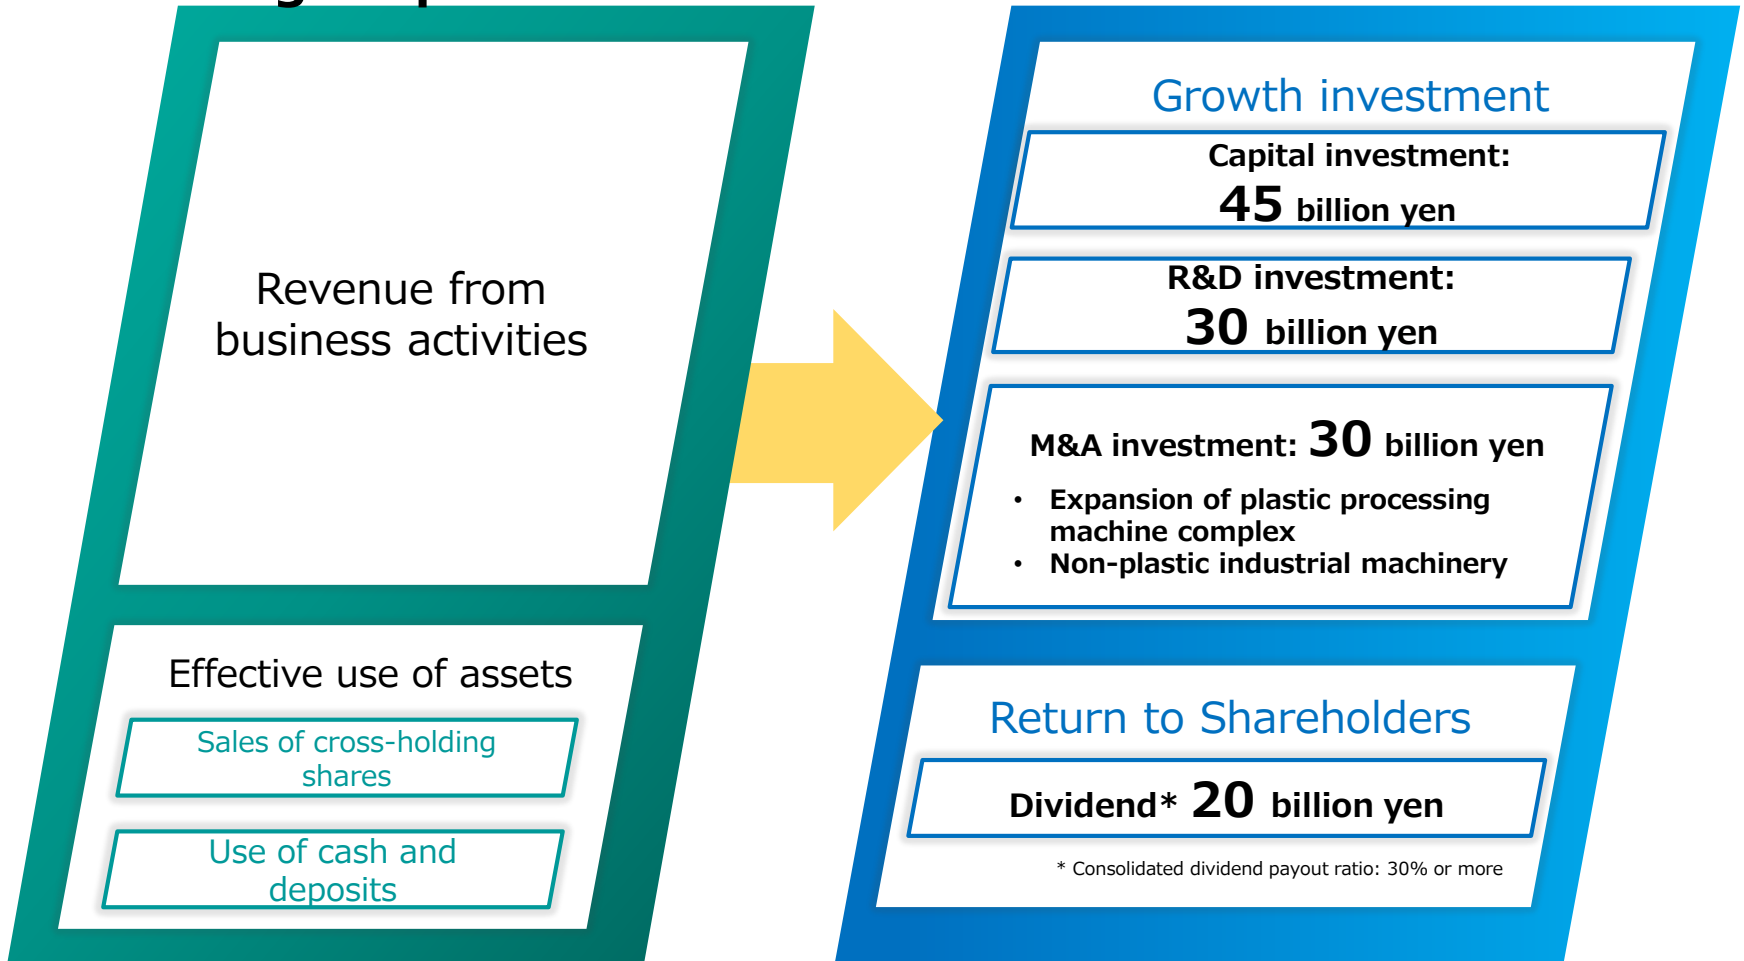 Revenue from
business activities
Effective use of assets
Sales of cross-holding
shares
Use of cash and
deposits
Growth investment
Capital investment:
45 billion yen
R&D investment:
30 billion yen
M&A investment: 30 billion yen
• Expansion of plastic processing
machine complex
• Non-plastic industrial machinery
Return to Shareholders
Dividend* 20 billion yen
* Consolidated dividend payout ratio: 30% or more